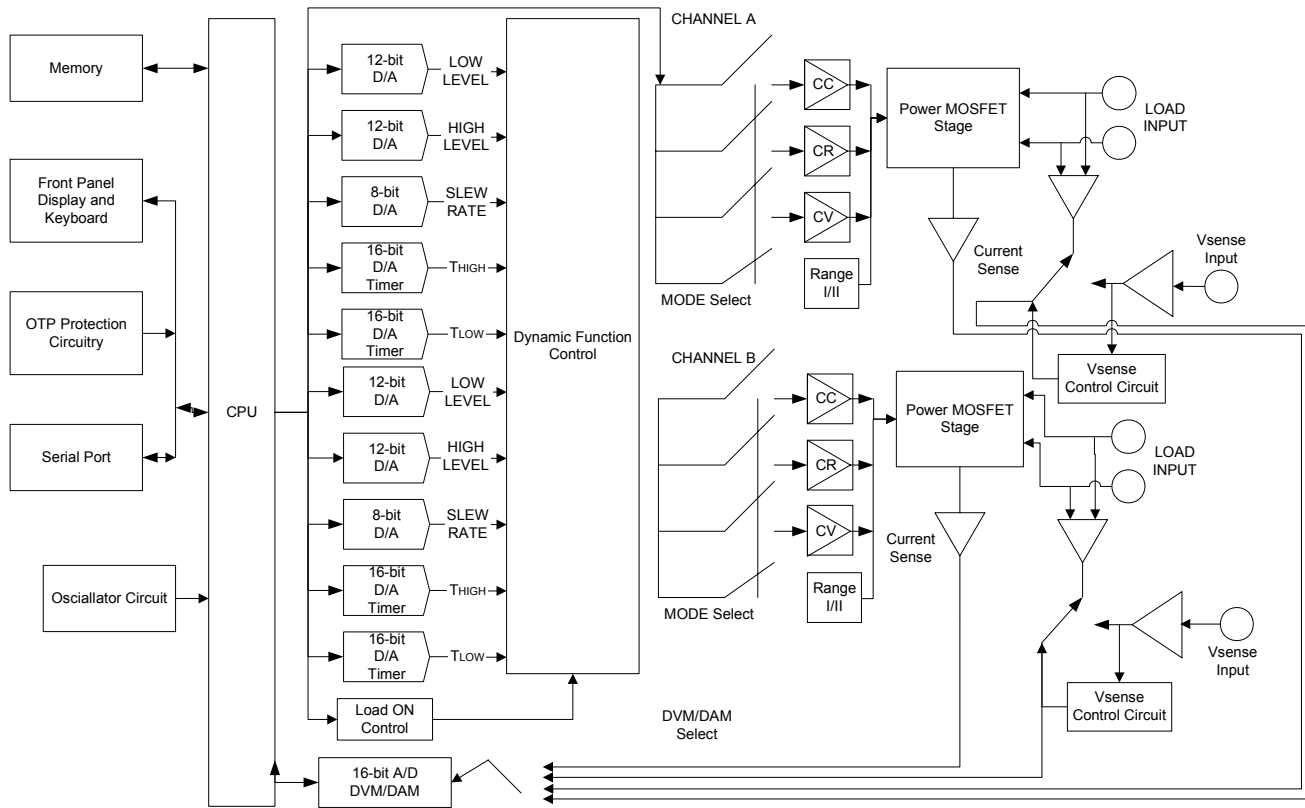 Memory
Front Panel
Display and
Keyboard
OTP Protection
Circuitry
Serial Port
Osciallator Circuit
CPU
12-bit
D/A
LOW
LEVEL
12-bit
D/A
HIGH
LEVEL
8-bit
D/A
SLEW
RATE
16-bit
D/A
Timer
THIGH
16-bit
D/A
Timer
TLOW
12-bit
D/A
LOW
LEVEL
12-bit
D/A
HIGH
LEVEL
8-bit
D/A
SLEW
RATE
16-bit
D/A
Timer
THIGH
16-bit
D/A
Timer
TLOW
Load ON
Control
16-bit A/D
DVM/DAM
Dynamic Function
Control
CHANNEL A
MODE Select
CC
CR
CV
Range
I/II
Power MOSFET
Stage
LOAD
INPUT
Current
Sense
Vsense
Input
Vsense
Control Circuit
CHANNEL B
MODE Select
CC
CR
CV
Range
I/II
Power MOSFET
Stage
LOAD
INPUT
Current
Sense
Vsense
Input
Vsense
Control Circuit
DVM/DAM
Select